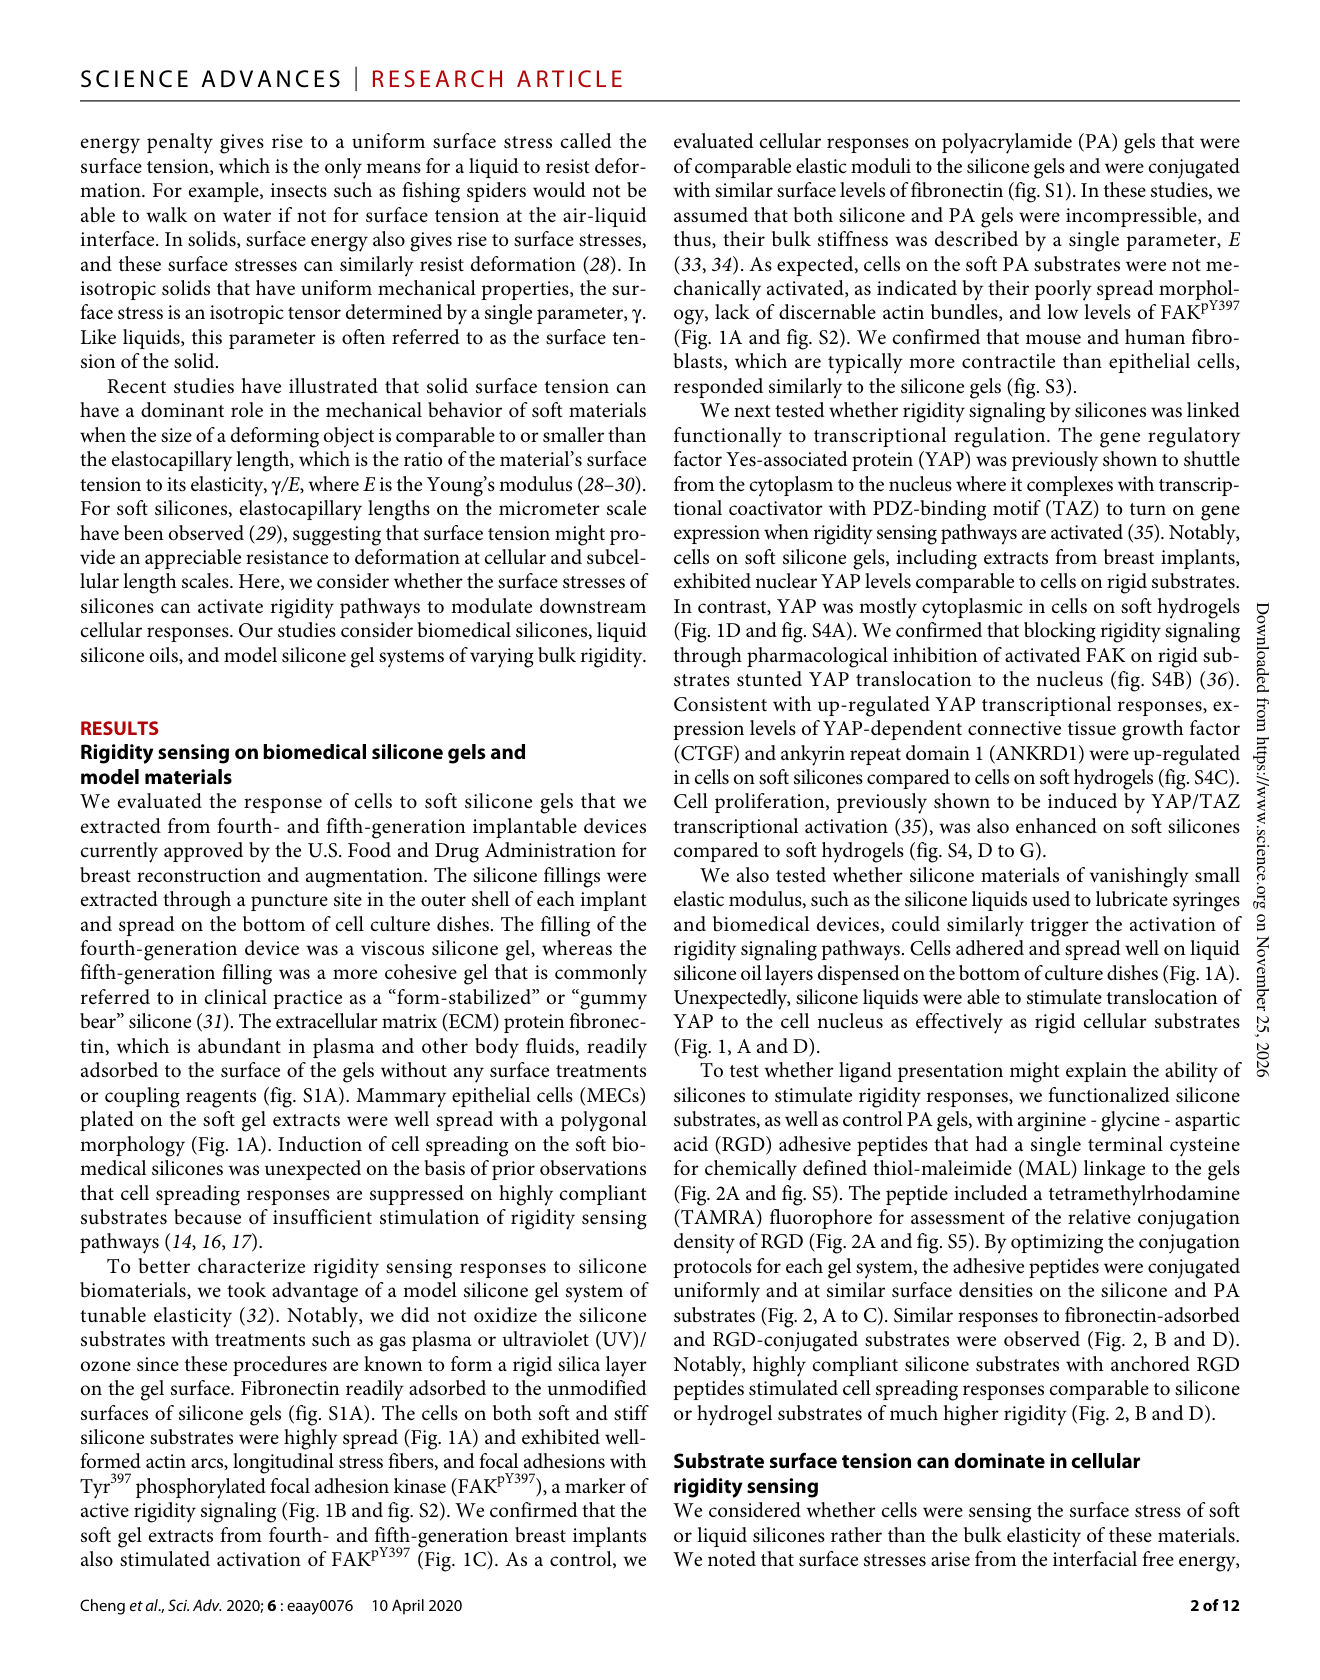 SCIENCE ADVANCES | RESEARCH ARTICLE
energy penalty gives rise to a uniform surface stress called the
surface tension, which is the only means for a liquid to resist defor-
mation. For example, insects such as fishing spiders would not be
able to walk on water if not for surface tension at the air-liquid
interface. In solids, surface energy also gives rise to surface stresses,
and these surface stresses can similarly resist deformation (28). In
isotropic solids that have uniform mechanical properties, the sur-
face stress is an isotropic tensor determined by a single parameter, γ.
Like liquids, this parameter is often referred to as the surface ten-
sion of the solid.
Recent studies have illustrated that solid surface tension can
have a dominant role in the mechanical behavior of soft materials
when the size of a deforming object is comparable to or smaller than
the elastocapillary length, which is the ratio of the material's surface
tension to its elasticity, γ/E, where E is the Young's modulus (28–30).
For soft silicones, elastocapillary lengths on the micrometer scale
have been observed (29), suggesting that surface tension might pro-
vide an appreciable resistance to deformation at cellular and subcel-
lular length scales. Here, we consider whether the surface stresses of
silicones can activate rigidity pathways to modulate downstream
cellular responses. Our studies consider biomedical silicones, liquid
silicone oils, and model silicone gel systems of varying bulk rigidity.
RESULTS
Rigidity sensing on biomedical silicone gels and
model materials
We evaluated the response of cells to soft silicone gels that we
extracted from fourth- and fifth-generation implantable devices
currently approved by the U.S. Food and Drug Administration for
breast reconstruction and augmentation. The silicone fillings were
extracted through a puncture site in the outer shell of each implant
and spread on the bottom of cell culture dishes. The filling of the
fourth-generation device was a viscous silicone gel, whereas the
fifth-generation filling was a more cohesive gel that is commonly
referred to in clinical practice as a "form-stabilized" or "gummy
bear" silicone (31). The extracellular matrix (ECM) protein fibronec-
tin, which is abundant in plasma and other body fluids, readily
adsorbed to the surface of the gels without any surface treatments
or coupling reagents (fig. S1A). Mammary epithelial cells (MECs)
plated on the soft gel extracts were well spread with a polygonal
morphology (Fig. 1A). Induction of cell spreading on the soft bio-
medical silicones was unexpected on the basis of prior observations
that cell spreading responses are suppressed on highly compliant
substrates because of insufficient stimulation of rigidity sensing
pathways (14, 16, 17).
To better characterize rigidity sensing responses to silicone
biomaterials, we took advantage of a model silicone gel system of
tunable elasticity (32). Notably, we did not oxidize the silicone
substrates with treatments such as gas plasma or ultraviolet (UV)/
ozone since these procedures are known to form a rigid silica layer
on the gel surface. Fibronectin readily adsorbed to the unmodified
surfaces of silicone gels (fig. S1A). The cells on both soft and stiff
silicone substrates were highly spread (Fig. 1A) and exhibited well-
formed actin arcs, longitudinal stress fibers, and focal adhesions with
Tyr397 phosphorylated focal adhesion kinase (FAKpY397), a marker of
active rigidity signaling (Fig. 1B and fig. S2). We confirmed that the
soft gel extracts from fourth- and fifth-generation breast implants
also stimulated activation of FAKpY397 (Fig. 1C). As a control, we
evaluated cellular responses on polyacrylamide (PA) gels that were
of comparable elastic moduli to the silicone gels and were conjugated
with similar surface levels of fibronectin (fig. S1). In these studies, we
assumed that both silicone and PA gels were incompressible, and
thus, their bulk stiffness was described by a single parameter, E
(33, 34). As expected, cells on the soft PA substrates were not me-
chanically activated, as indicated by their poorly spread morphol-
ogy, lack of discernable actin bundles, and low levels of FAKpY397
(Fig. 1A and fig. S2). We confirmed that mouse and human fibro-
blasts, which are typically more contractile than epithelial cells,
responded similarly to the silicone gels (fig. S3).
We next tested whether rigidity signaling by silicones was linked
functionally to transcriptional regulation. The gene regulatory
factor Yes-associated protein (YAP) was previously shown to shuttle
from the cytoplasm to the nucleus where it complexes with transcrip-
tional coactivator with PDZ-binding motif (TAZ) to turn on gene
expression when rigidity sensing pathways are activated (35). Notably,
cells on soft silicone gels, including extracts from breast implants,
exhibited nuclear YAP levels comparable to cells on rigid substrates.
In contrast, YAP was mostly cytoplasmic in cells on soft hydrogels
(Fig. 1D and fig. S4A). We confirmed that blocking rigidity signaling
through pharmacological inhibition of activated FAK on rigid sub-
strates stunted YAP translocation to the nucleus (fig. S4B) (36).
Consistent with up-regulated YAP transcriptional responses, ex-
pression levels of YAP-dependent connective tissue growth factor
(CTGF) and ankyrin repeat domain 1 (ANKRD1) were up-regulated
in cells on soft silicones compared to cells on soft hydrogels (fig. S4C).
Cell proliferation, previously shown to be induced by YAP/TAZ
transcriptional activation (35), was also enhanced on soft silicones
compared to soft hydrogels (fig. S4, D to G).
We also tested whether silicone materials of vanishingly small
elastic modulus, such as the silicone liquids used to lubricate syringes
and biomedical devices, could similarly trigger the activation of
rigidity signaling pathways. Cells adhered and spread well on liquid
silicone oil layers dispensed on the bottom of culture dishes (Fig. 1A).
Unexpectedly, silicone liquids were able to stimulate translocation of
YAP to the cell nucleus as effectively as rigid cellular substrates
(Fig. 1, A and D).
To test whether ligand presentation might explain the ability of
silicones to stimulate rigidity responses, we functionalized silicone
substrates, as well as control PA gels, with arginine - glycine - aspartic
acid (RGD) adhesive peptides that had a single terminal cysteine
for chemically defined thiol-maleimide (MAL) linkage to the gels
(Fig. 2A and fig. S5). The peptide included a tetramethylrhodamine
(TAMRA) fluorophore for assessment of the relative conjugation
density of RGD (Fig. 2A and fig. S5). By optimizing the conjugation
protocols for each gel system, the adhesive peptides were conjugated
uniformly and at similar surface densities on the silicone and PA
substrates (Fig. 2, A to C). Similar responses to fibronectin-adsorbed
and RGD-conjugated substrates were observed (Fig. 2, B and D).
Notably, highly compliant silicone substrates with anchored RGD
peptides stimulated cell spreading responses comparable to silicone
or hydrogel substrates of much higher rigidity (Fig. 2, B and D).
Substrate surface tension can dominate in cellular
rigidity sensing
We considered whether cells were sensing the surface stress of soft
or liquid silicones rather than the bulk elasticity of these materials.
We noted that surface stresses arise from the interfacial free energy,
Downloaded from https://www.science.org on November 25, 2026
Cheng et al., Sci. Adv. 2020; 6 : eaay0076 10 April 2020
2 of 12